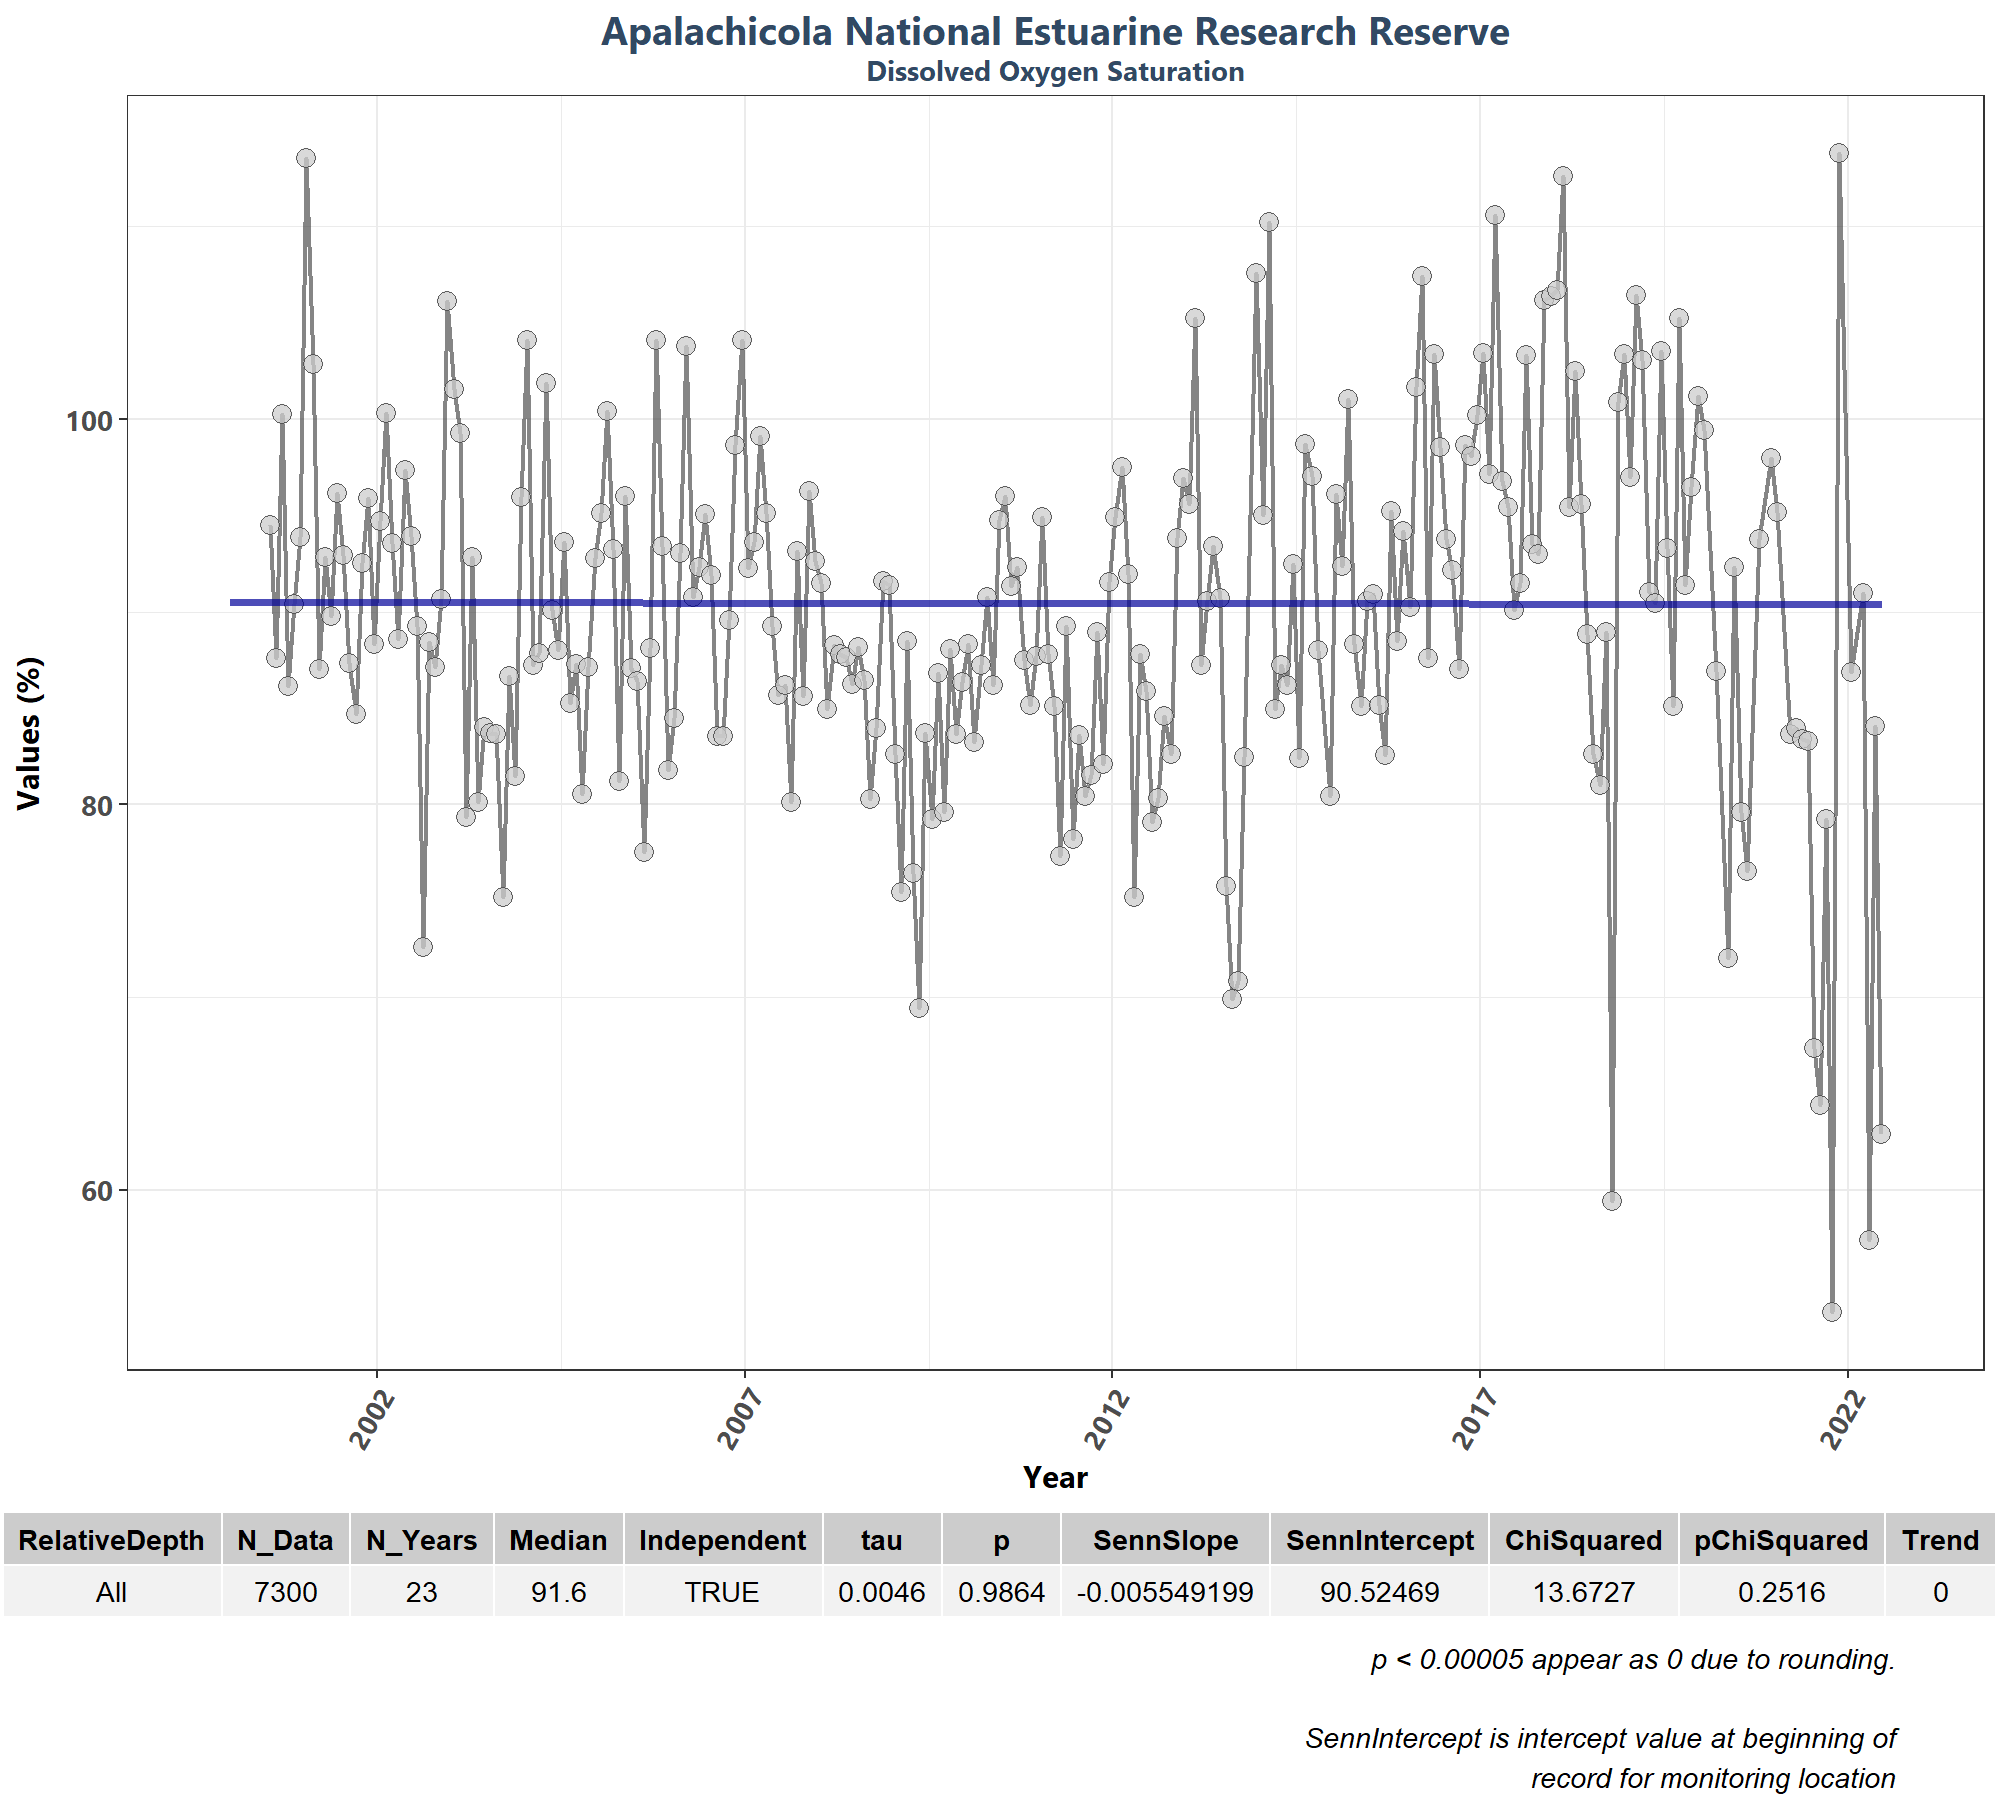 Apalachicola National Estuarine Research Reserve
Dissolved Oxygen Saturation
Values (%)
100
80
60
2002 2007 2012 2017 2022
Year
RelativeDepth N_Data N_Years Median Independent tau p SennSlope SennIntercept ChiSquared pChiSquared Trend
All 7300 23 91.6 TRUE 0.0046 0.9864 -0.005549199 90.52469 13.6727 0.2516 0
p < 0.00005 appear as 0 due to rounding.
SennIntercept is intercept value at beginning of
record for monitoring location